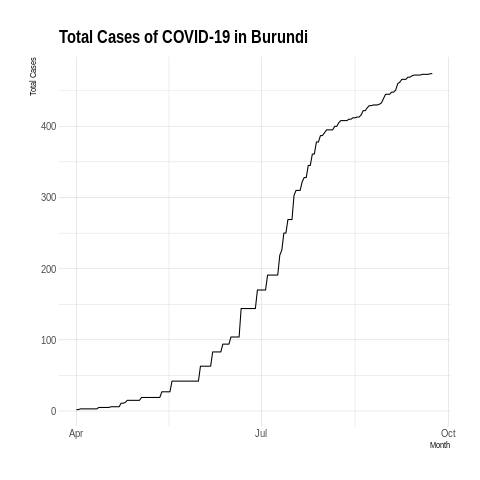 Total Cases of COVID-19 in Burundi
Total Cases
400
300
200
100
0
Apr
Jul
Oct
Month